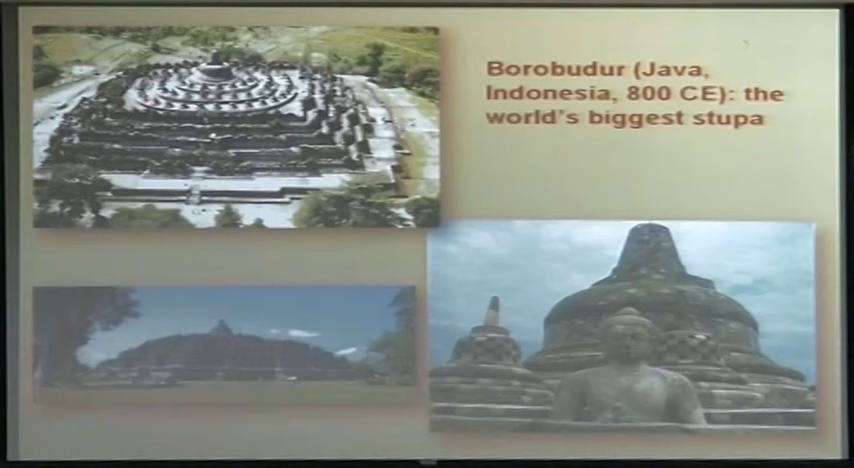 Borobudur (Java,
Indonesia, 800 CE): the
world's biggest stupa